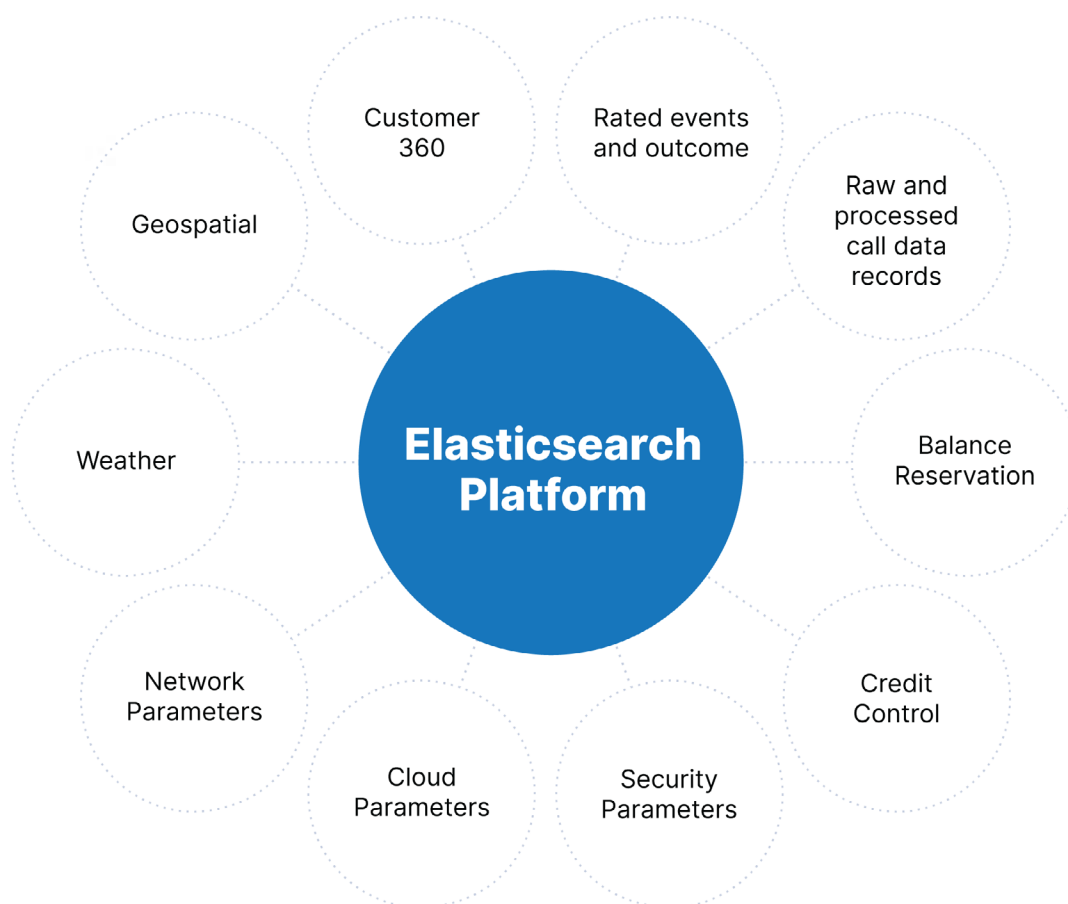 Customer
360
Rated events
and outcome
Raw and
processed
call data
records
Geospatial
Elasticsearch
Platform
Weather
Balance
Reservation
Network
Parameters
Credit
Control
Cloud
Parameters
Security
Parameters